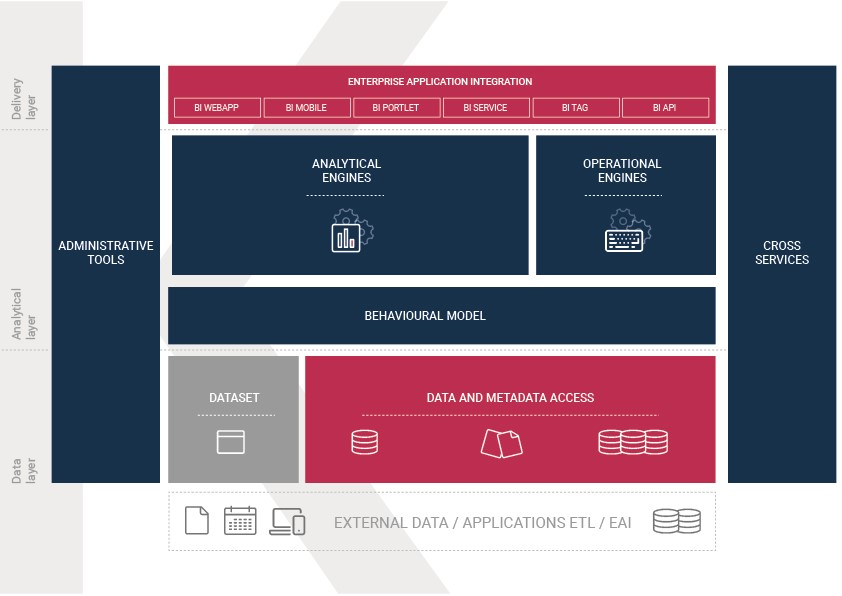 Delivery
layer
ENTERPRISE APPLICATION INTEGRATION
BI WEBAPP
BI MOBILE
BI PORTLET
BI SERVICE
BI TAG
BI API
ADMINISTRATIVE
TOOLS
ANALYTICAL
ENGINES
OPERATIONAL
ENGINES
CROSS
SERVICES
Analytical
layer
BEHAVIOURAL MODEL
Data
layer
DATASET
DATA AND METADATA ACCESS
EXTERNAL DATA / APPLICATIONS ETL / EAI